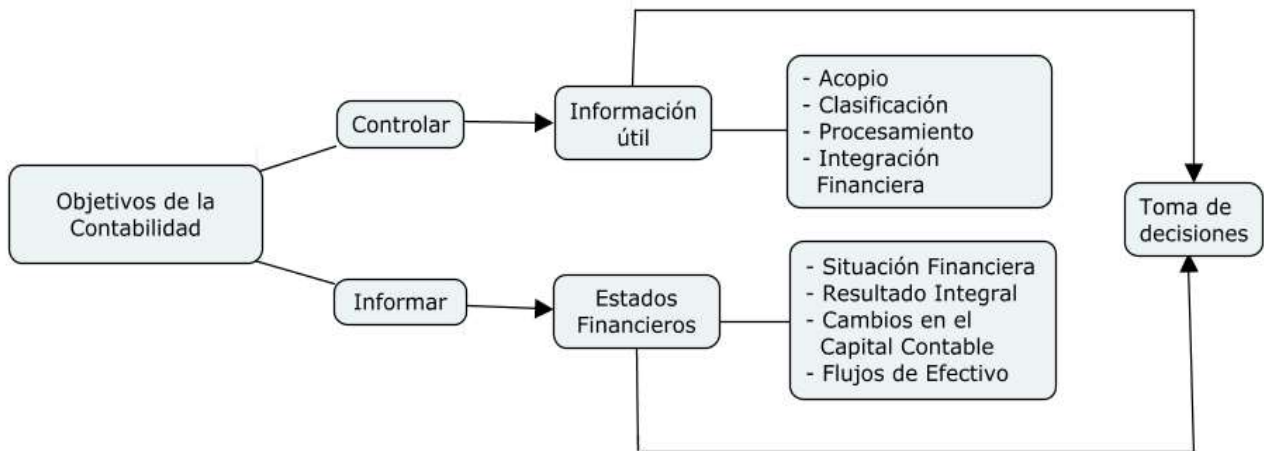 Objetivos de la
Contabilidad
Controlar
Información
útil
- Acopio
- Clasificación
- Procesamiento
- Integración
Financiera
Informar
Estados
Financieros
- Situación Financiera
- Resultado Integral
- Cambios en el
Capital Contable
- Flujos de Efectivo
Toma de
decisiones